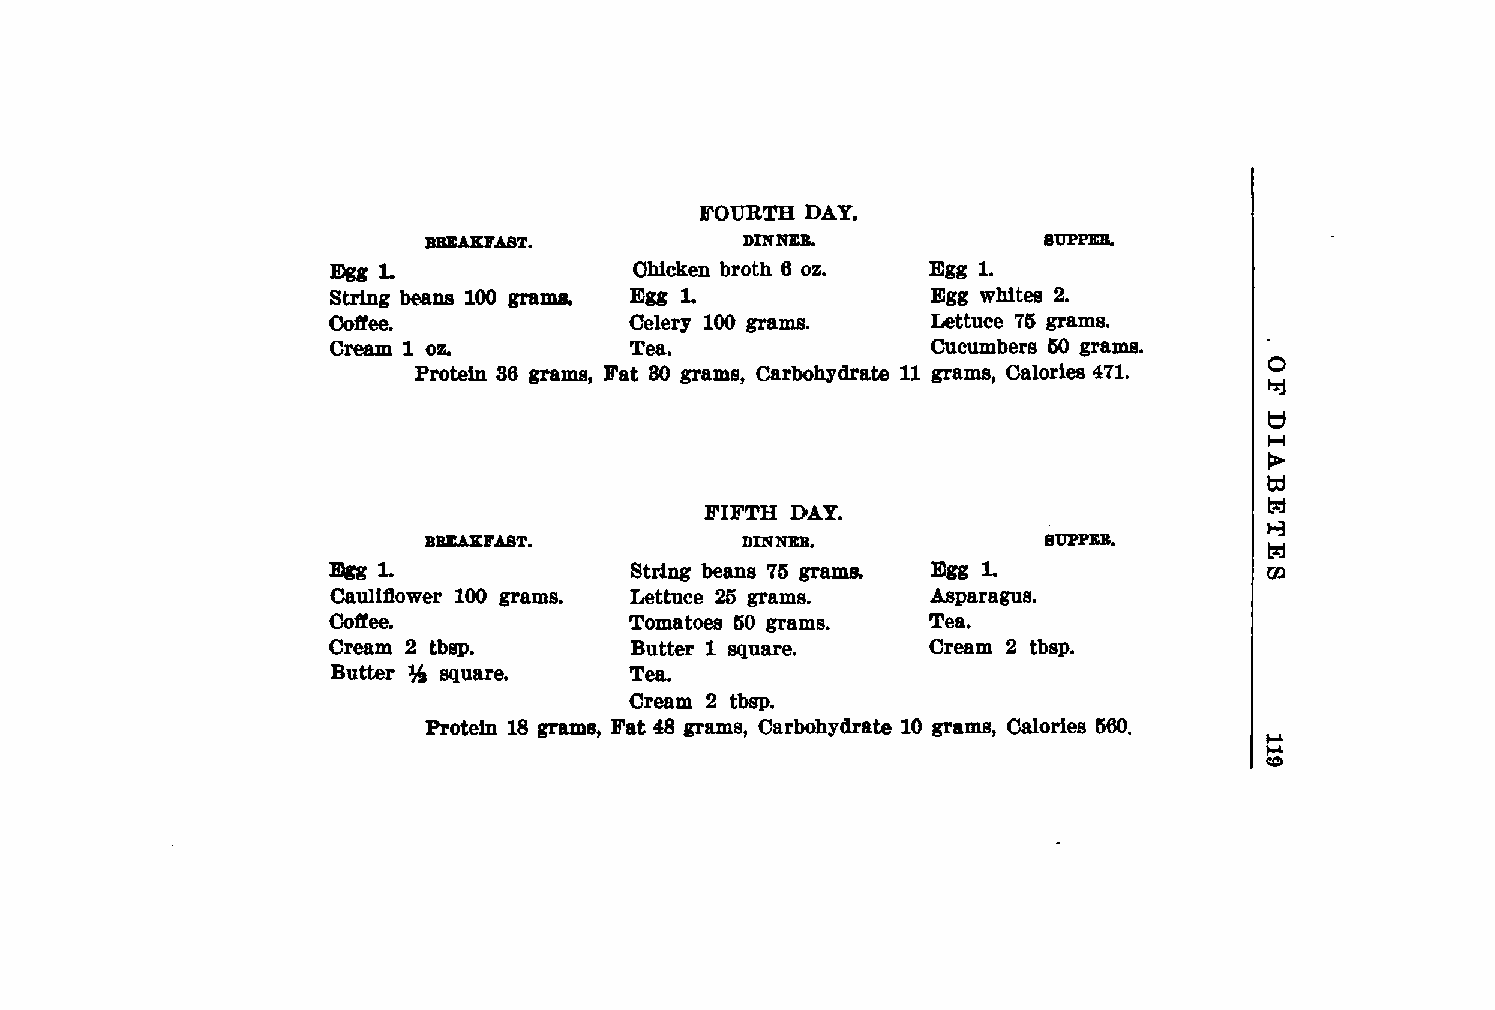 FOURTH DAY.
BREAKFAST. DINNER. SUPPER.
Egg 1. Chicken broth 6 oz. Egg 1.
String beans 100 grams. Egg 1. Egg whites 2.
Coffee. Celery 100 grams. Lettuce 75 grams.
Cream 1 oz. Tea. Cucumbers 50 grams.
Protein 36 grams, Fat 30 grams, Carbohydrate 11 grams, Calories 471.
FIFTH DAY.
BREAKFAST. DINNER. SUPPER.
Egg 1. String beans 75 grams. Egg 1.
Cauliflower 100 grams. Lettuce 25 grams. Asparagus.
Coffee. Tomatoes 50 grams. Tea.
Cream 2 tbsp. Butter 1 square. Cream 2 tbsp.
Butter ½ square. Tea.
Cream 2 tbsp.
Protein 18 grams, Fat 48 grams, Carbohydrate 10 grams, Calories 560.
OF DIABETES 119